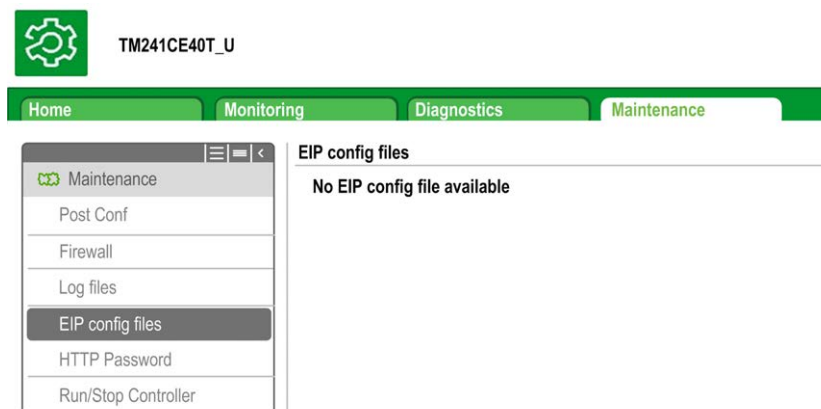 TM241CE40T_U
Home Monitoring Diagnostics Maintenance
EIP config files
No EIP config file available
Maintenance
Post Conf
Firewall
Log files
EIP config files
HTTP Password
Run/Stop Controller